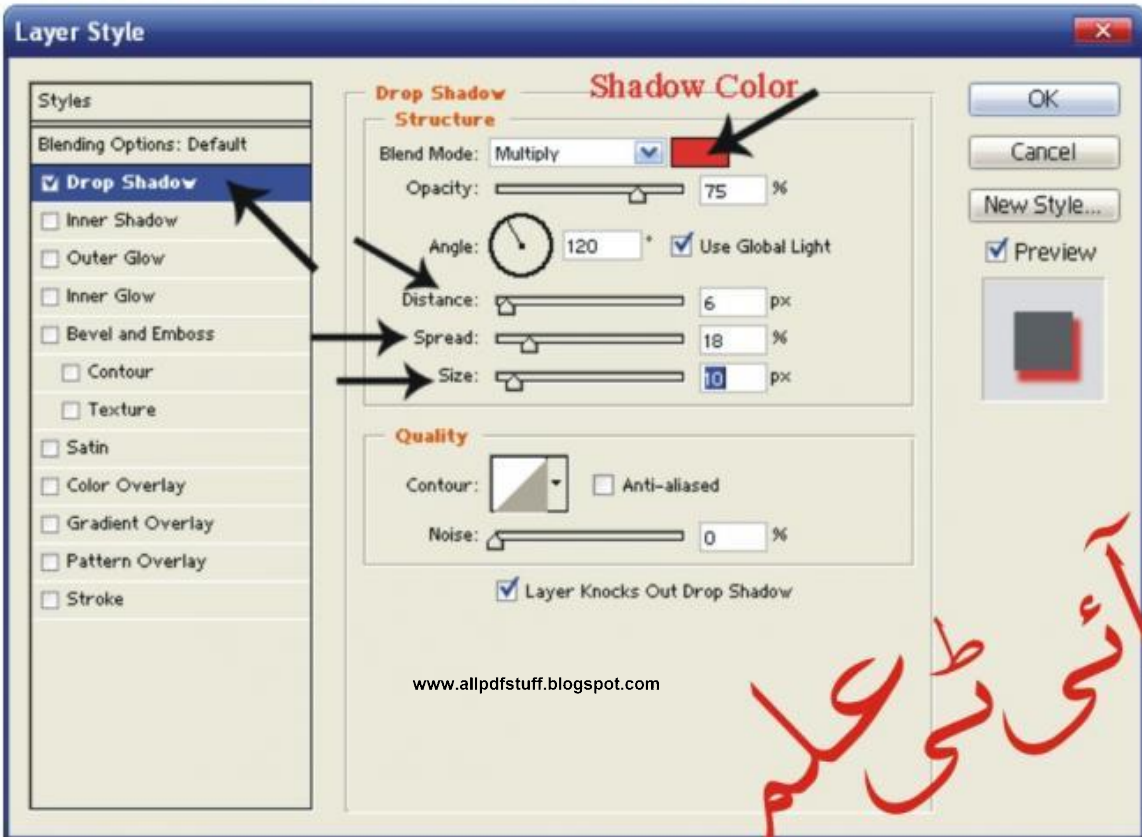 Layer Style
Styles
Blending Options: Default
Drop Shadow
Inner Shadow
Outer Glow
Inner Glow
Bevel and Emboss
Contour
Texture
Satin
Color Overlay
Gradient Overlay
Pattern Overlay
Stroke
Drop Shadow
Shadow Color
Structure
Blend Mode: Multiply
Opacity: 75 %
Angle: 120 ° Use Global Light
Distance: 6 px
Spread: 18 %
Size: 10 px
Quality
Contour: Anti-aliased
Noise: 0 %
Layer Knocks Out Drop Shadow
OK
Cancel
New Style...
Preview
www.allpdfstuff.blogspot.com
آئی ٹی علم